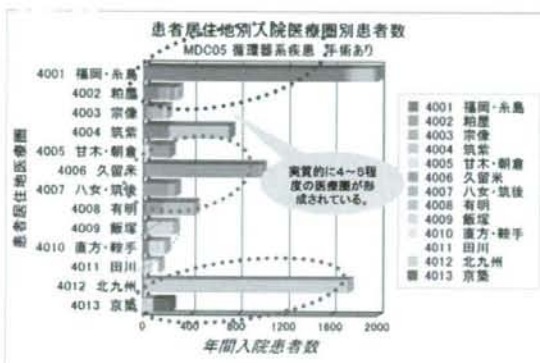 患者居住地別入院医療圏別患者数
MDC05 循環器系疾患 手術あり
患者居住地医療圏
4001 福岡・糸島
4002 粕屋
4003 宗像
4004 筑紫
4005 甘木・朝倉
4006 久留米
4007 八女・筑後
4008 有明
4009 飯塚
4010 直方・鞍手
4011 田川
4012 北九州
4013 京築
実質的に4～5程
度の医療圏が形
成されている。
0 400 800 1200 1600 2000
年間入院患者数
4001 福岡・糸島
4002 粕屋
4003 宗像
4004 筑紫
4005 甘木・朝倉
4006 久留米
4007 八女・筑後
4008 有明
4009 飯塚
4010 直方・鞍手
4011 田川
4012 北九州
4013 京築